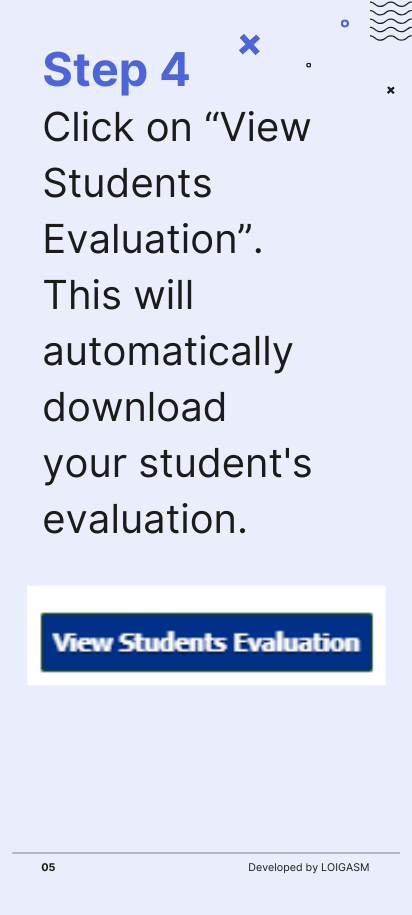 Step 4
Click on “View
Students
Evaluation”.
This will
automatically
download
your student's
evaluation.
View Students Evaluation
05
Developed by LOIGASM